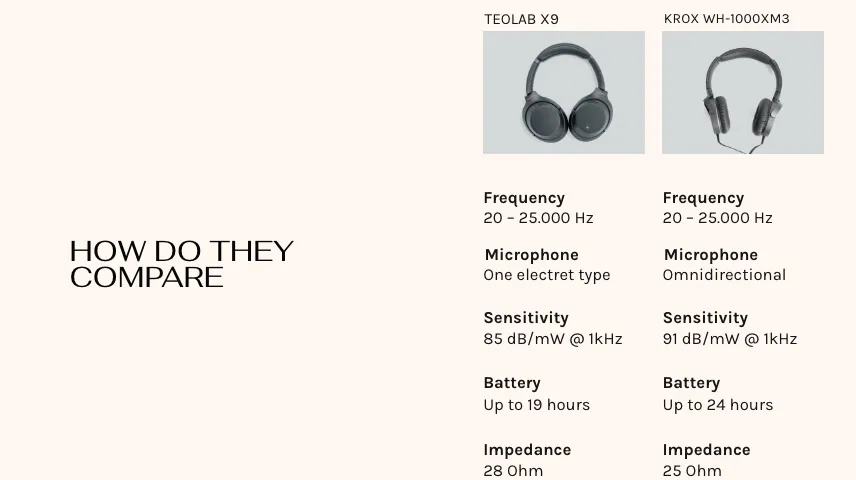 HOW DO THEY
COMPARE
TEOLAB X9
Frequency
20 – 25.000 Hz
Microphone
One electret type
Sensitivity
85 dB/mW @ 1kHz
Battery
Up to 19 hours
Impedance
28 Ohm
KROX WH-1000XM3
Frequency
20 – 25.000 Hz
Microphone
Omnidirectional
Sensitivity
91 dB/mW @ 1kHz
Battery
Up to 24 hours
Impedance
25 Ohm